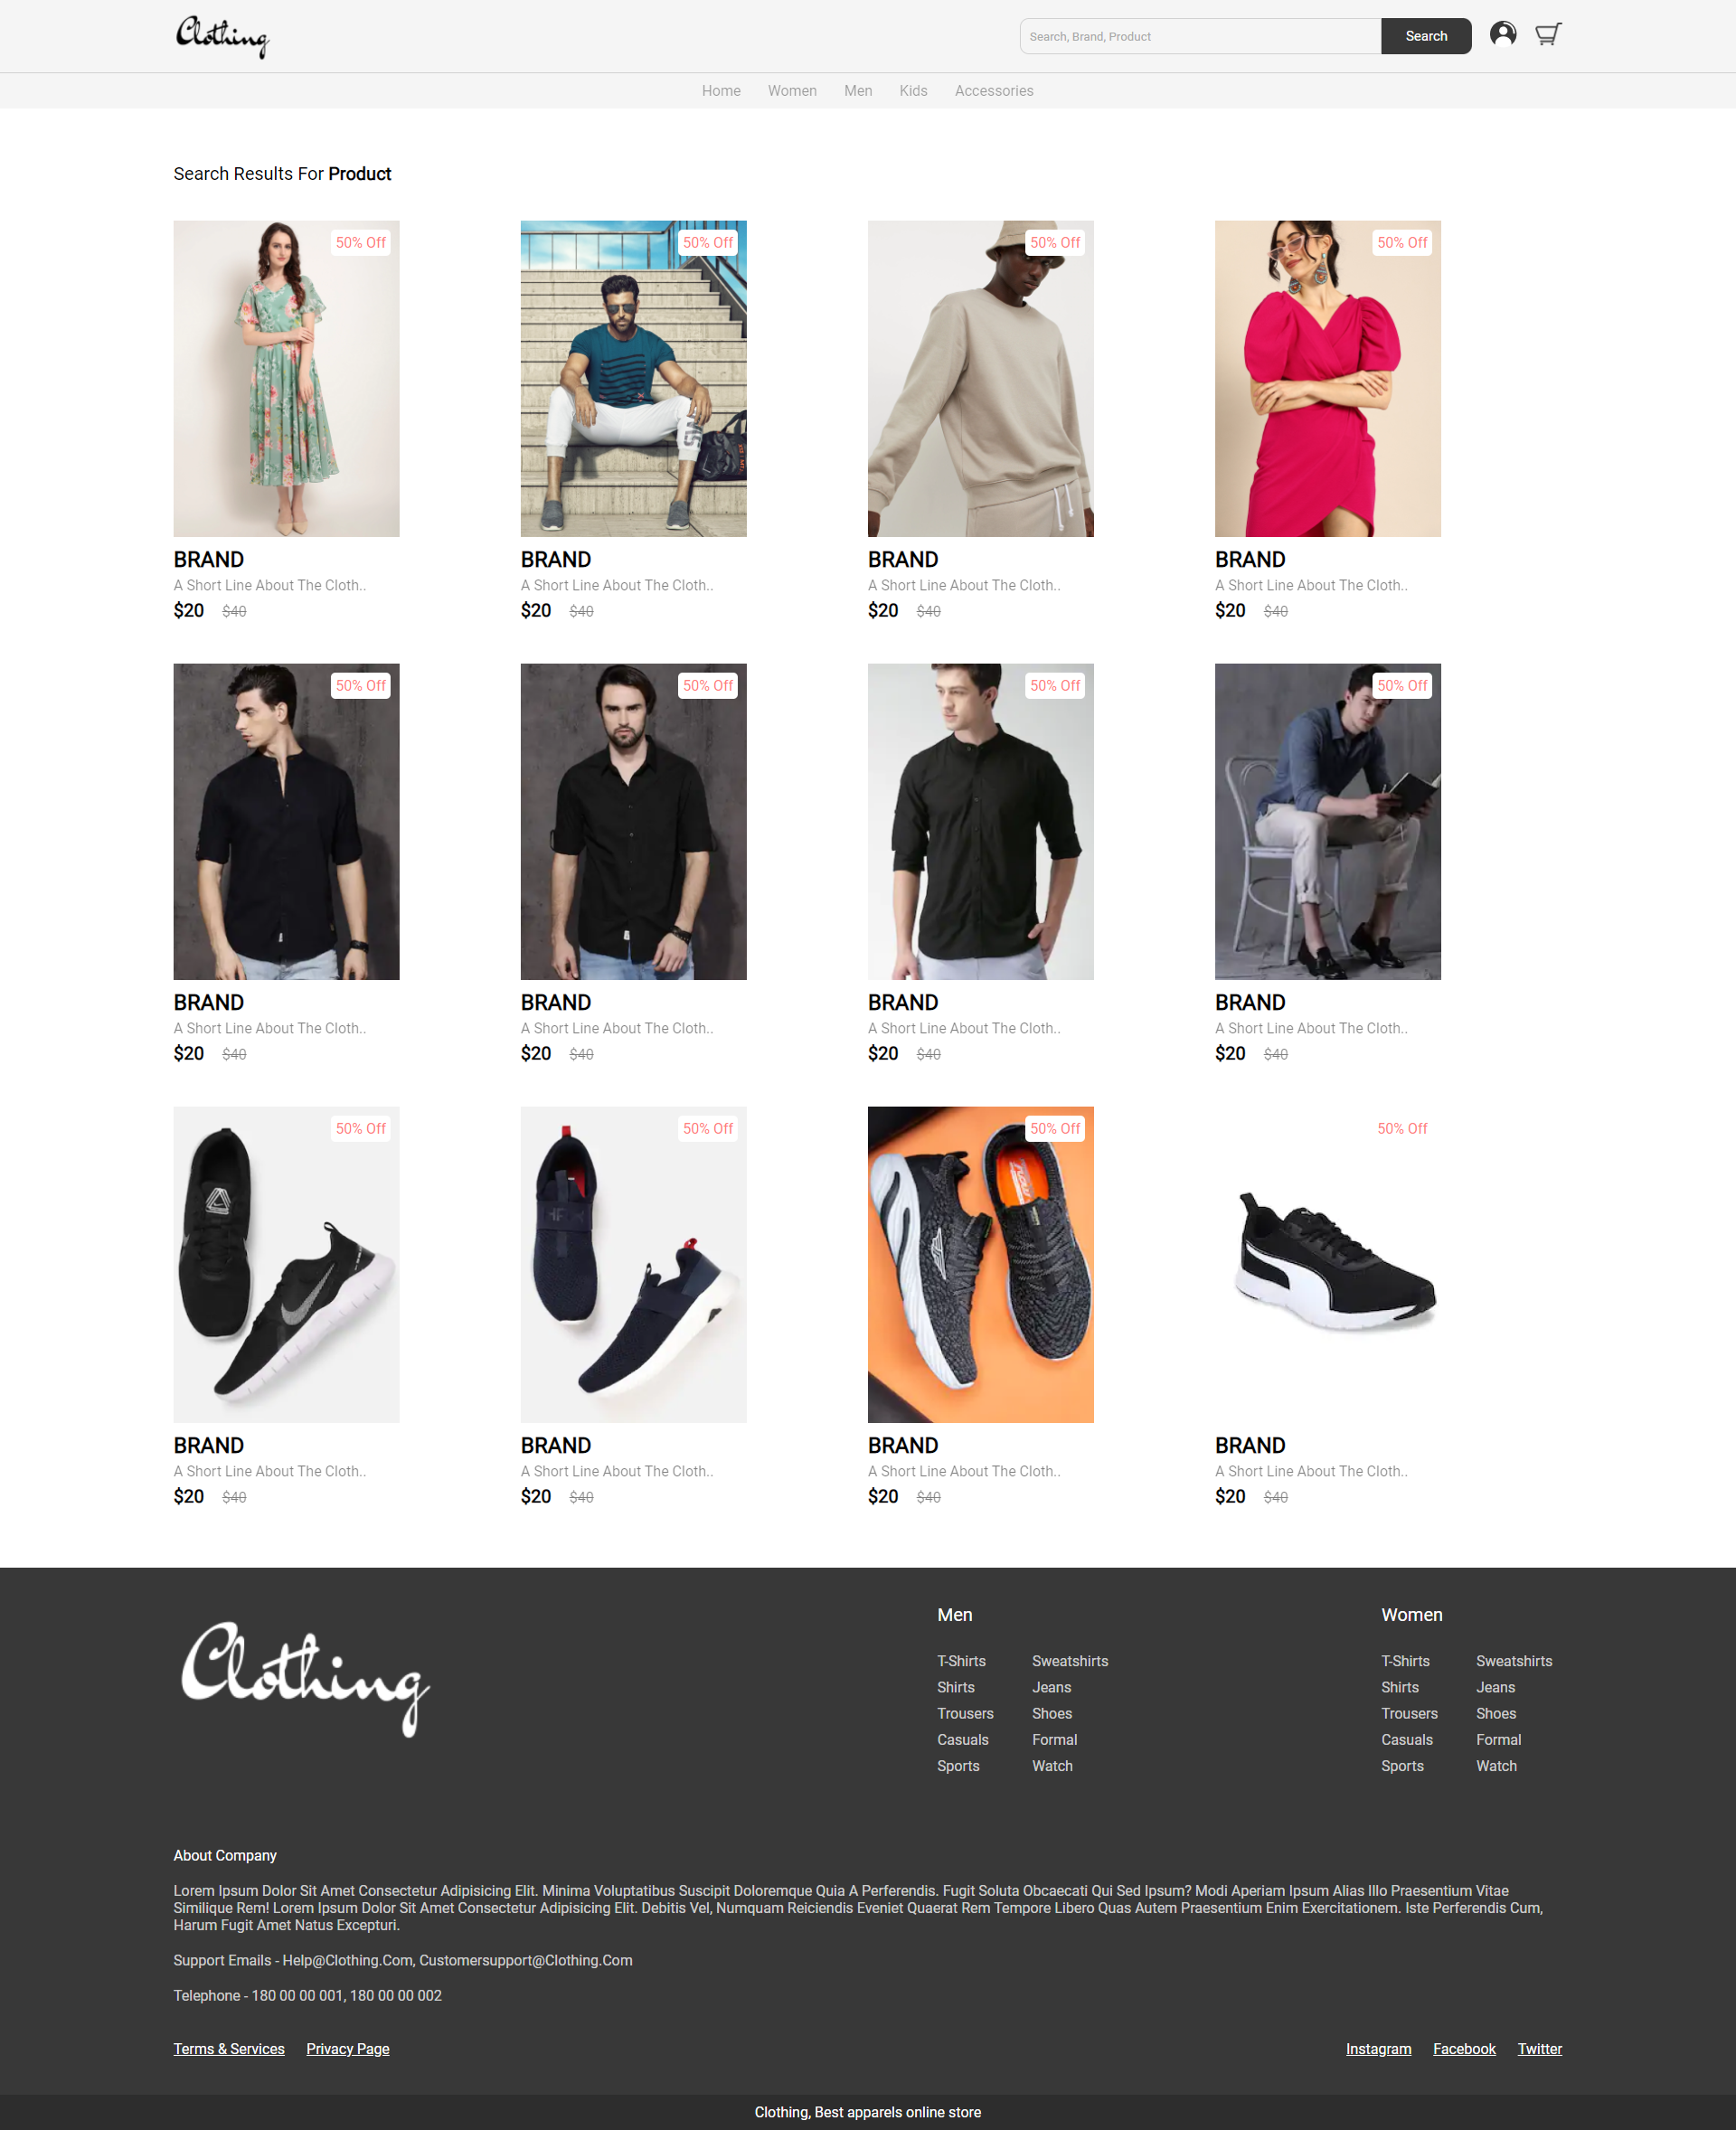 Clothing
Search, Brand, Product
Search
Home Women Men Kids Accessories
Search Results For Product
50% Off 50% Off 50% Off 50% Off
BRAND BRAND BRAND BRAND
A Short Line About The Cloth.. A Short Line About The Cloth.. A Short Line About The Cloth.. A Short Line About The Cloth..
$20 $40 $20 $40 $20 $40 $20 $40
50% Off 50% Off 50% Off 50% Off
BRAND BRAND BRAND BRAND
A Short Line About The Cloth.. A Short Line About The Cloth.. A Short Line About The Cloth.. A Short Line About The Cloth..
$20 $40 $20 $40 $20 $40 $20 $40
50% Off 50% Off 50% Off 50% Off
BRAND BRAND BRAND BRAND
A Short Line About The Cloth.. A Short Line About The Cloth.. A Short Line About The Cloth.. A Short Line About The Cloth..
$20 $40 $20 $40 $20 $40 $20 $40
Clothing
Men
T-Shirts Sweatshirts
Shirts Jeans
Trousers Shoes
Casuals Formal
Sports Watch
Women
T-Shirts Sweatshirts
Shirts Jeans
Trousers Shoes
Casuals Formal
Sports Watch
About Company
Lorem Ipsum Dolor Sit Amet Consectetur Adipisicing Elit. Minima Voluptatibus Suscipit Doloremque Quia A Perferendis. Fugit Soluta Obcaecati Qui Sed Ipsum? Modi Aperiam Ipsum Alias Illo Praesentium Vitae
Similique Rem! Lorem Ipsum Dolor Sit Amet Consectetur Adipisicing Elit. Debitis Vel, Numquam Reiciendis Eveniet Quaerat Rem Tempore Libero Quas Autem Praesentium Enim Exercitationem. Iste Perferendis Cum,
Harum Fugit Amet Natus Excepturi.
Support Emails - Help@Clothing.Com, Customersupport@Clothing.Com
Telephone - 180 00 00 001, 180 00 00 002
Terms & Services Privacy Page
Instagram Facebook Twitter
Clothing, Best apparels online store